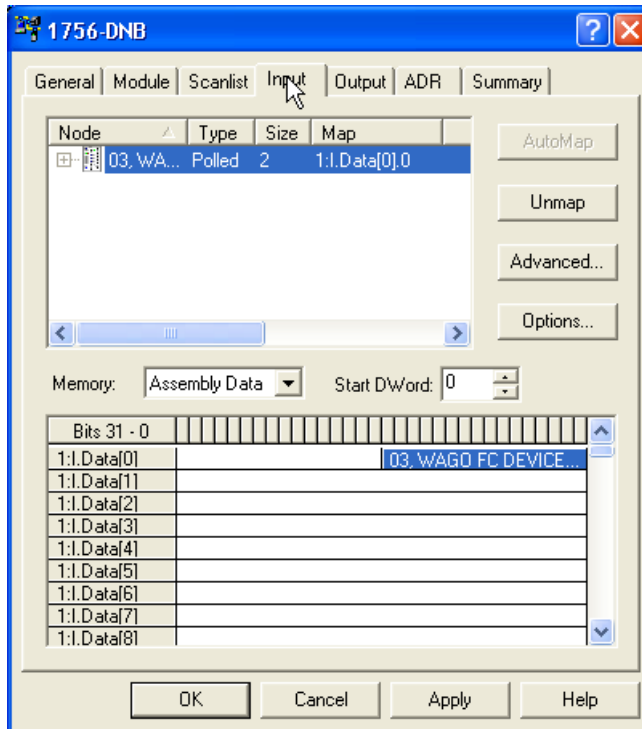 1756-DNB
General Module Scanlist Input Output ADR Summary
Node Type Size Map
03, WA... Polled 2 1:I.Data[0].0
AutoMap
Unmap
Advanced...
Options...
Memory: Assembly Data Start DWord: 0
Bits 31 - 0
1:I.Data[0] 03, WAGO FC DEVICE...
1:I.Data[1]
1:I.Data[2]
1:I.Data[3]
1:I.Data[4]
1:I.Data[5]
1:I.Data[6]
1:I.Data[7]
1:I.Data[8]
OK Cancel Apply Help